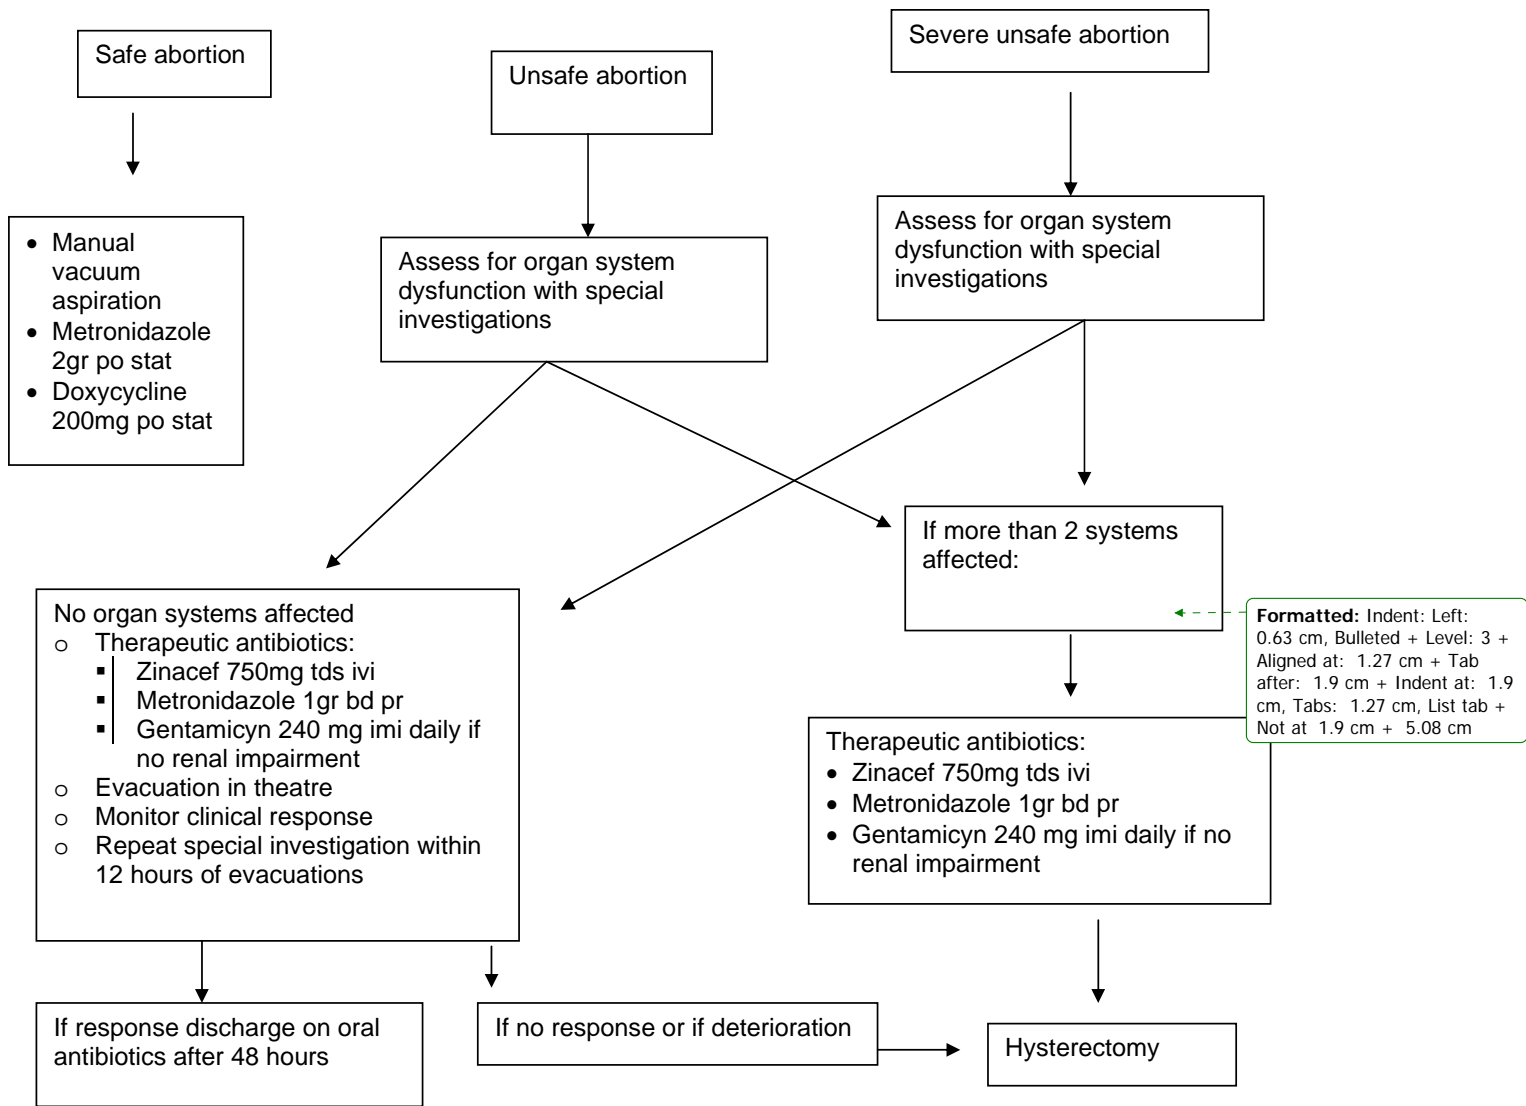 Safe abortion
Unsafe abortion
Severe unsafe abortion
• Manual
vacuum
aspiration
• Metronidazole
2gr po stat
• Doxycycline
200mg po stat
Assess for organ system
dysfunction with special
investigations
Assess for organ system
dysfunction with special
investigations
If more than 2 systems
affected:
No organ systems affected
o Therapeutic antibiotics:
▪ Zinacef 750mg tds ivi
▪ Metronidazole 1gr bd pr
▪ Gentamicyn 240 mg imi daily if
no renal impairment
o Evacuation in theatre
o Monitor clinical response
o Repeat special investigation within
12 hours of evacuations
Formatted: Indent: Left:
0.63 cm, Bulleted + Level: 3 +
Aligned at: 1.27 cm + Tab
after: 1.9 cm + Indent at: 1.9
cm, Tabs: 1.27 cm, List tab +
Not at 1.9 cm + 5.08 cm
Therapeutic antibiotics:
• Zinacef 750mg tds ivi
• Metronidazole 1gr bd pr
• Gentamicyn 240 mg imi daily if no
renal impairment
If response discharge on oral
antibiotics after 48 hours
If no response or if deterioration
Hysterectomy